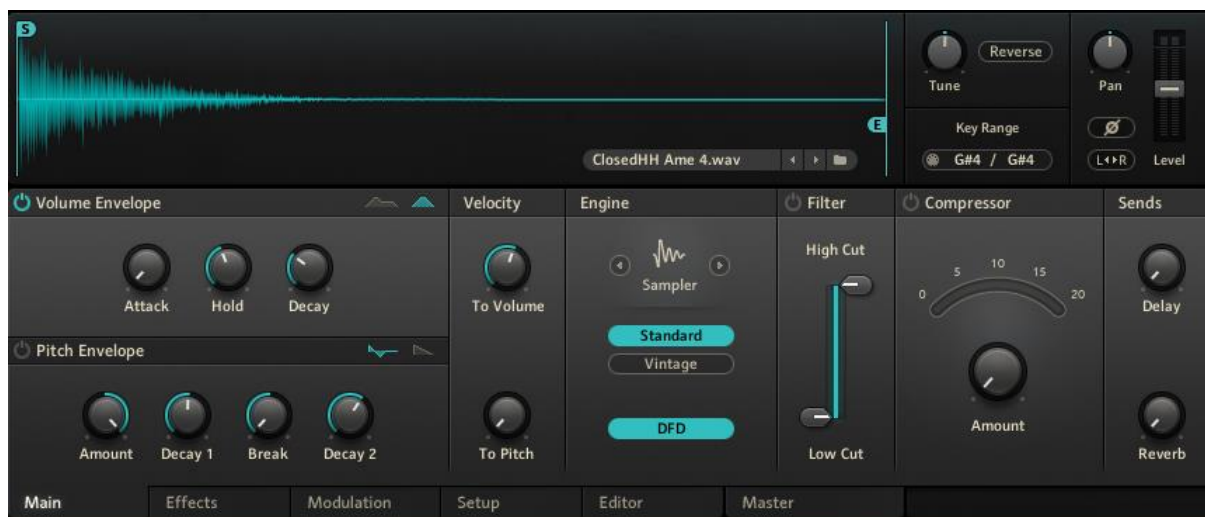 S
Reverse
Tune
Pan
E
Key Range
ClosedHH Ame 4.wav
G#4 / G#4
L R
Level
Volume Envelope
Velocity
Engine
Filter
Compressor
Sends
High Cut
Sampler
0 5 10 15 20
Attack
Hold
Decay
To Volume
Delay
Standard
Pitch Envelope
Vintage
Amount
DFD
Amount
Decay 1
Break
Decay 2
To Pitch
Low Cut
Reverb
Main
Effects
Modulation
Setup
Editor
Master